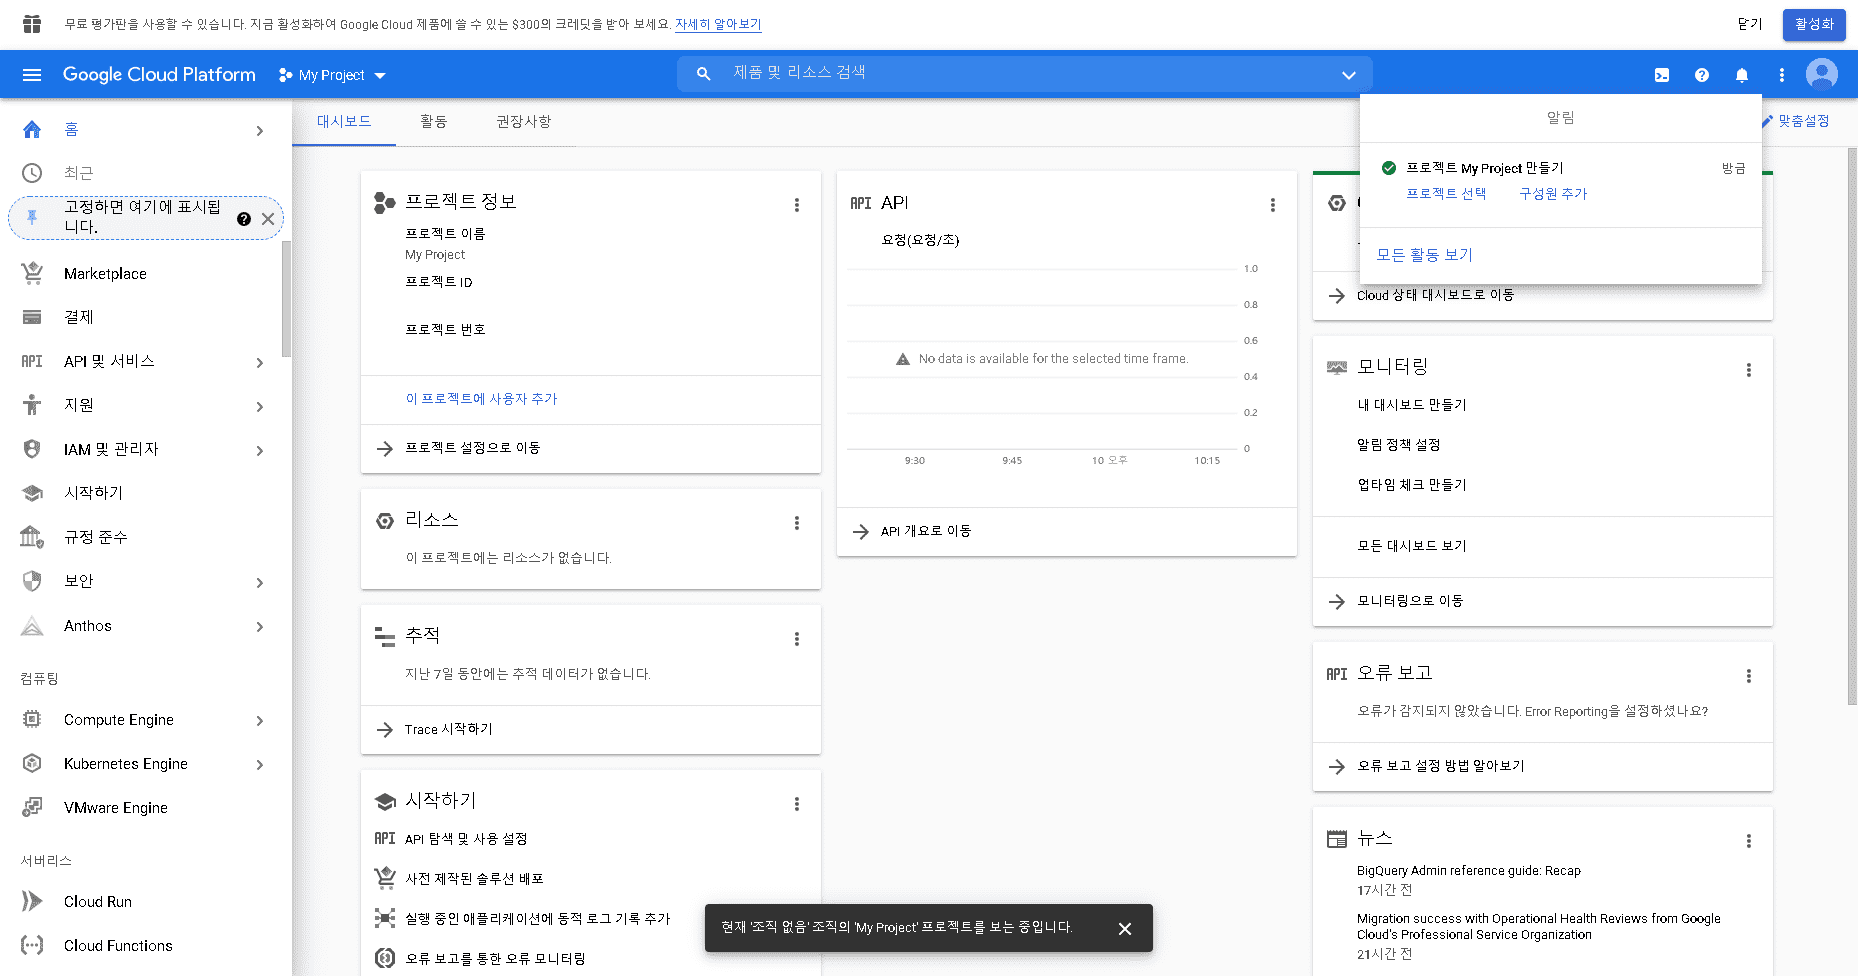 무료 평가판을 사용할 수 있습니다. 지금 활성화하여 Google Cloud 제품에 쓸 수 있는 $300의 크레딧을 받아 보세요. 자세히 알아보기
닫기
활성화
Google Cloud Platform
My Project
제품 및 리소스 검색
홈
최근
고정하면 여기에 표시됩
니다.
Marketplace
결제
API 및 서비스
지원
IAM 및 관리자
시작하기
규정 준수
보안
Anthos
컴퓨팅
Compute Engine
Kubernetes Engine
VMware Engine
서버리스
Cloud Run
Cloud Functions
대시보드
활동
권장사항
맞춤설정
알림
프로젝트 My Project 만들기
방금
프로젝트 선택
구성원 추가
모든 활동 보기
프로젝트 정보
프로젝트 이름
My Project
프로젝트 ID
프로젝트 번호
이 프로젝트에 사용자 추가
프로젝트 설정으로 이동
리소스
이 프로젝트에는 리소스가 없습니다.
추적
지난 7일 동안에는 추적 데이터가 없습니다.
Trace 시작하기
시작하기
API 탐색 및 사용 설정
사전 제작된 솔루션 배포
실행 중인 애플리케이션에 동적 로그 기록 추가
오류 보고를 통한 오류 모니터링
API
요청(요청/초)
1.0
0.8
0.6
No data is available for the selected time frame.
0.4
0.2
0
9:30
9:45
10 오후
10:15
API 개요로 이동
Cloud 상태 대시보드로 이동
모니터링
내 대시보드 만들기
알림 정책 설정
업타임 체크 만들기
모든 대시보드 보기
모니터링으로 이동
오류 보고
오류가 감지되지 않았습니다. Error Reporting을 설정하셨나요?
오류 보고 설정 방법 알아보기
뉴스
BigQuery Admin reference guide: Recap
17시간 전
Migration success with Operational Health Reviews from Google
Cloud's Professional Service Organization
21시간 전
현재 '조직 없음' 조직의 'My Project' 프로젝트를 보는 중입니다.